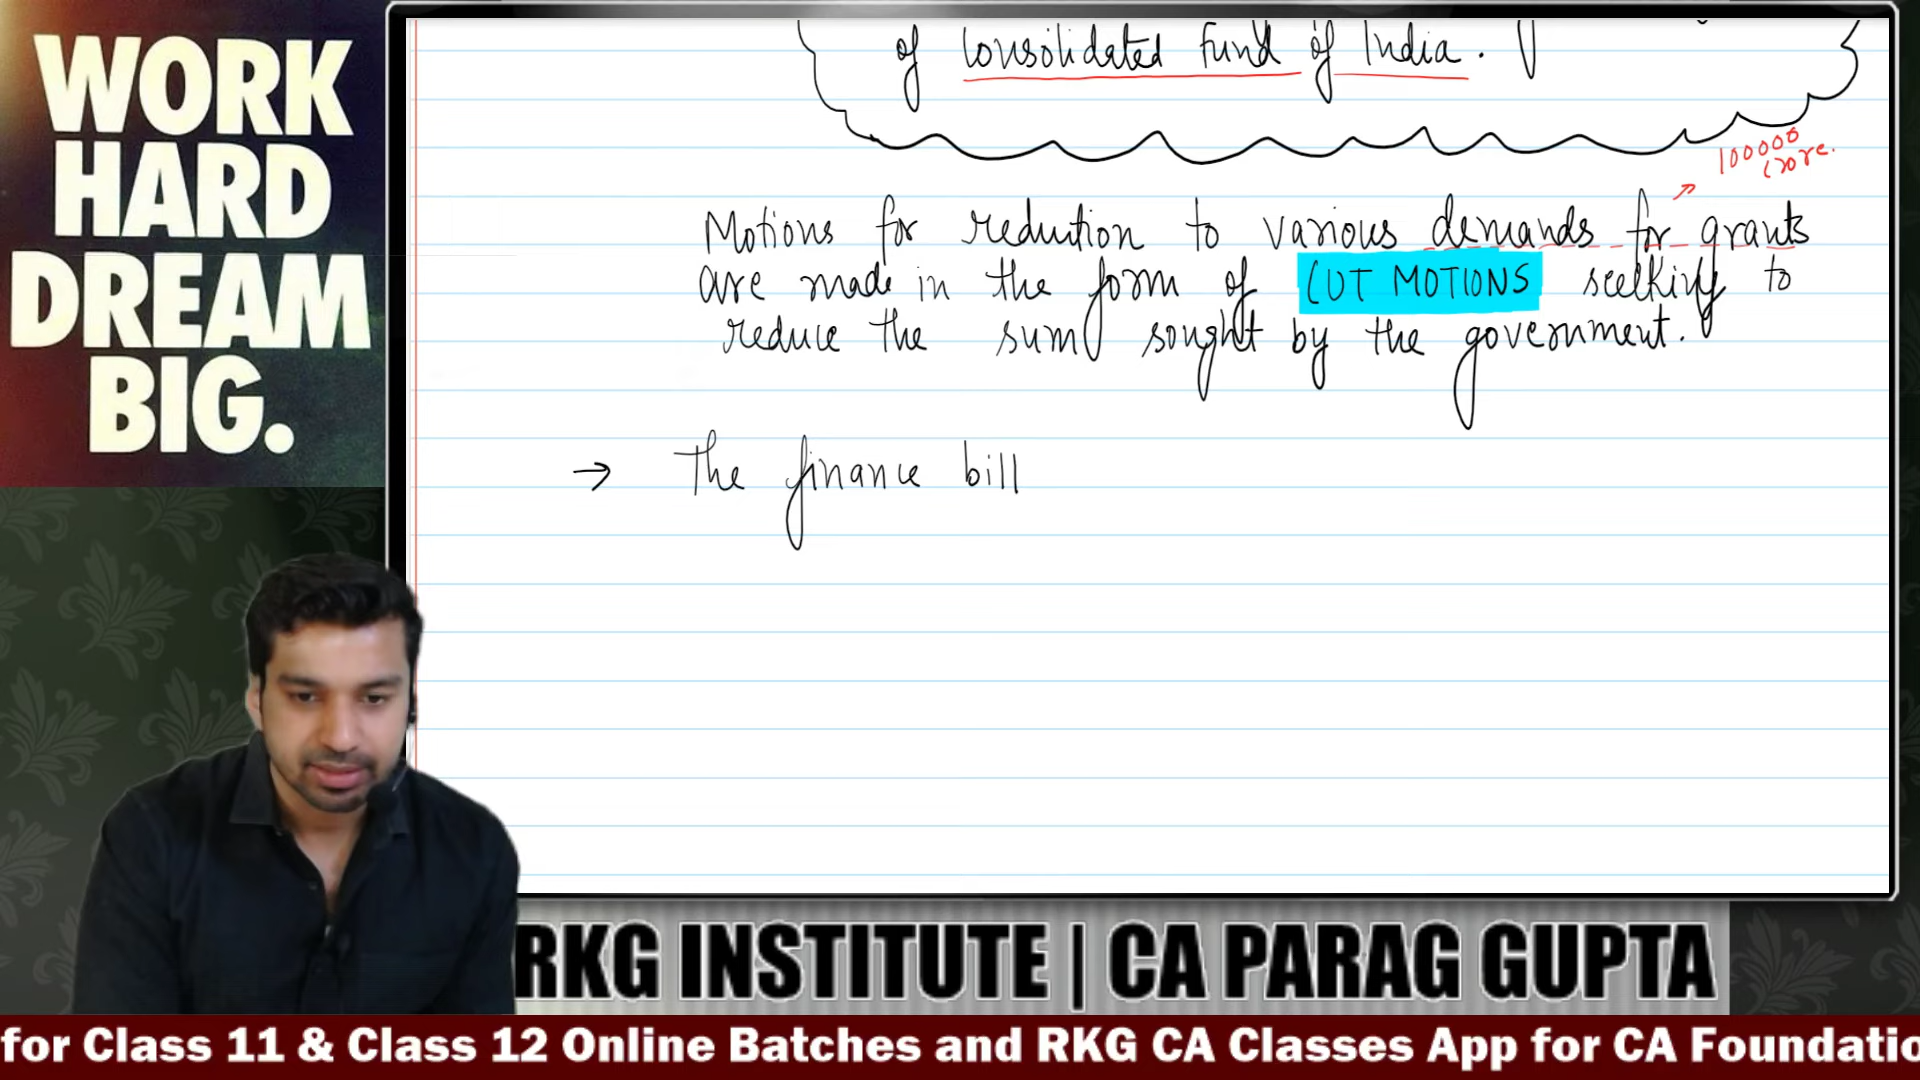 WORK
HARD
DREAM
BIG.
of Consolidated Fund of India.
100000
crore.
Motions for reduction to various demands for grants
are made in the form of CUT MOTIONS seeking to
reduce the sum sought by the government.
→ The finance bill
RKG INSTITUTE | CA PARAG GUPTA
for Class 11 & Class 12 Online Batches and RKG CA Classes App for CA Foundatio